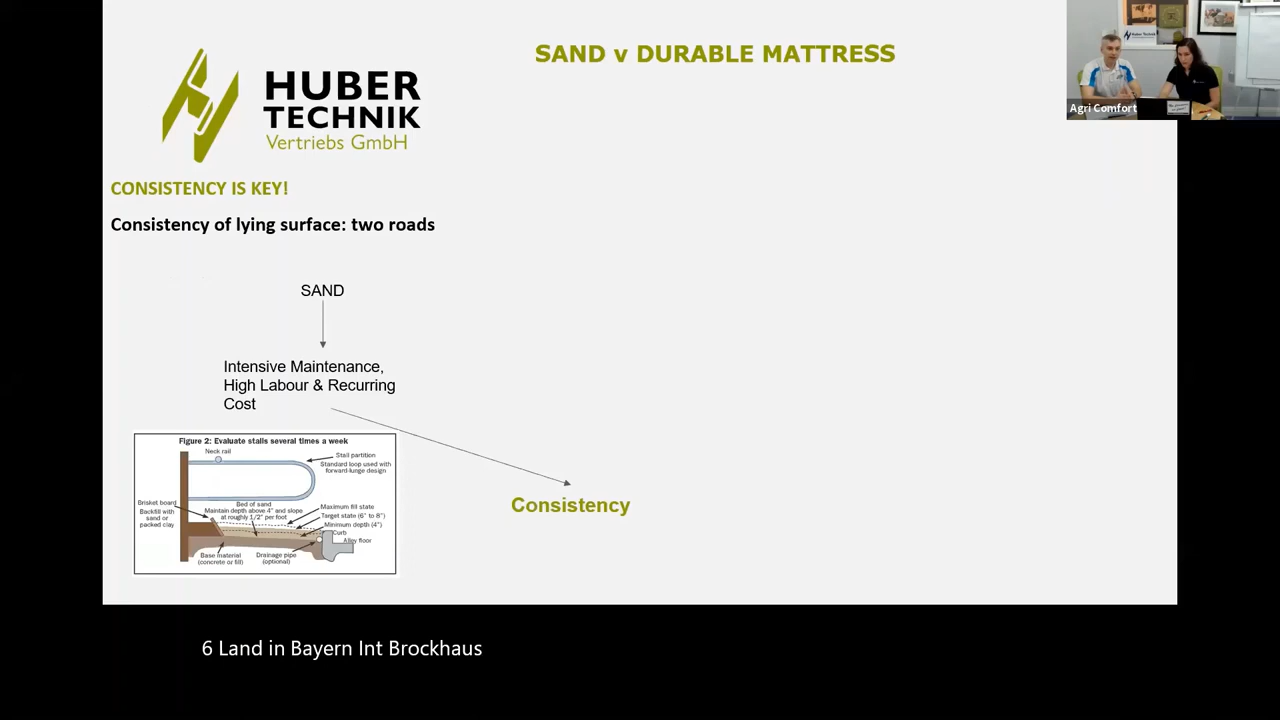 SAND v DURABLE MATTRESS
HUBER
TECHNIK
Vertriebs GmbH
Agri Comfort
CONSISTENCY IS KEY!
Consistency of lying surface: two roads
SAND
Intensive Maintenance,
High Labour & Recurring
Cost
Figure 2: Evaluate stalls several times a week
Neck rail
Stall partition
Standard loop used with
forward-lunge design
Brisket board
Backfill with
sand or
packed clay
Bed of sand
Maintain depth above 4" and slope
at roughly 1/2" per foot
Maximum fill state
Target state (6" to 8")
Minimum depth (4")
Curb
Alley floor
Base material
(concrete or fill)
Drainage pipe
(optional)
Consistency
6 Land in Bayern Int Brockhaus